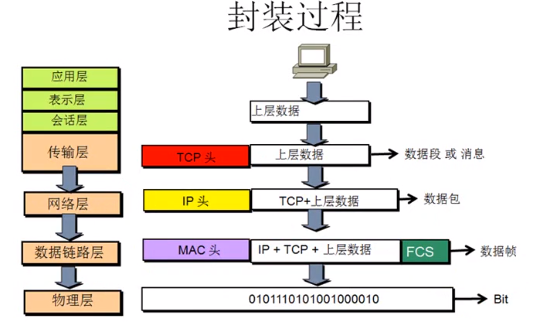 封装过程
应用层
表示层
会话层
上层数据
传输层
TCP 头
上层数据
数据段 或 消息
网络层
IP 头
TCP+上层数据
数据包
数据链路层
MAC 头
IP + TCP + 上层数据
FCS
数据帧
物理层
0101110101001000010
Bit